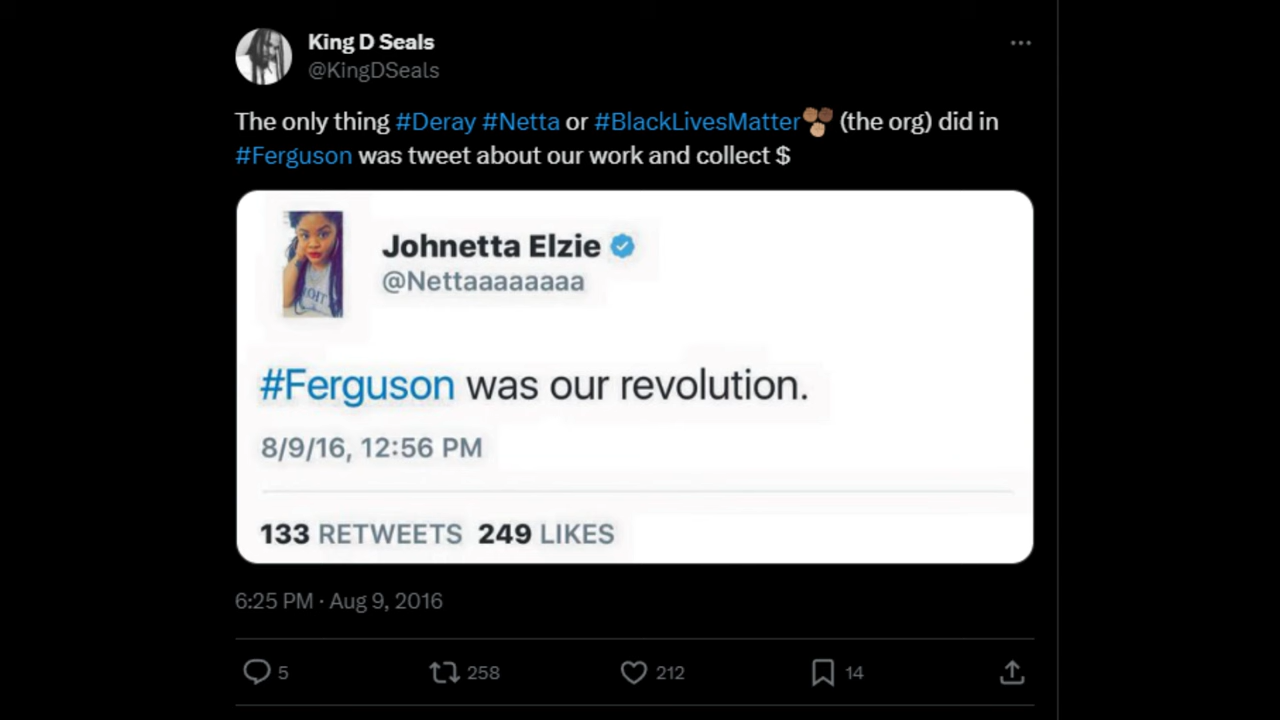 King D Seals
@KingDSeals
The only thing #Deray #Netta or #BlackLivesMatter (the org) did in
#Ferguson was tweet about our work and collect $
Johnetta Elzie
@Nettaaaaaaaa
#Ferguson was our revolution.
8/9/16, 12:56 PM
133 RETWEETS 249 LIKES
6:25 PM · Aug 9, 2016
5 258 212 14